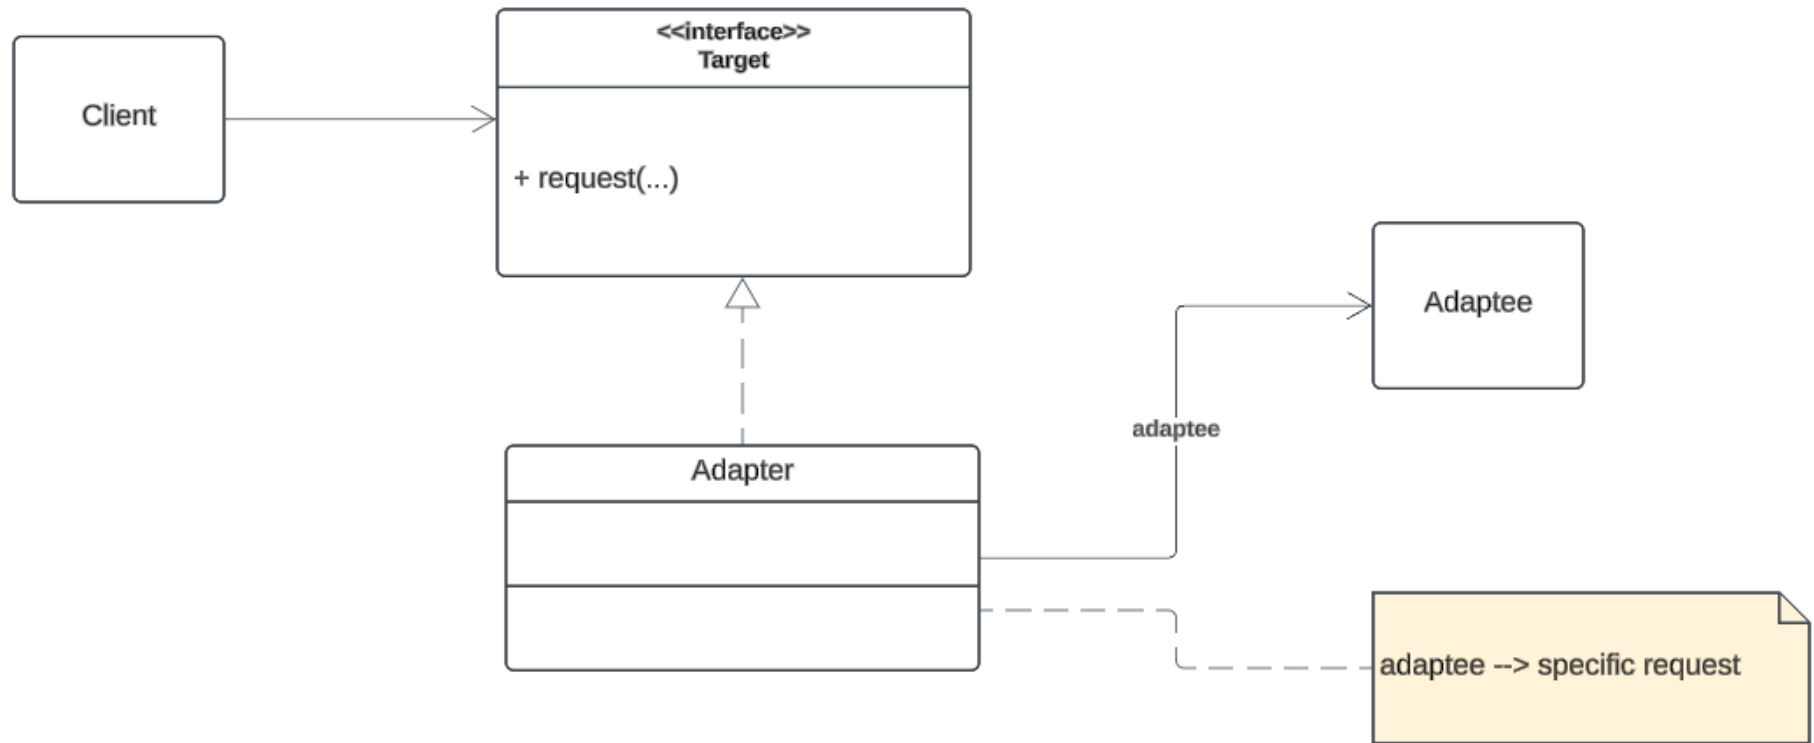 <<interface>>
Target
Client
+ request(...)
Adaptee
adaptee
Adapter
adaptee --> specific request